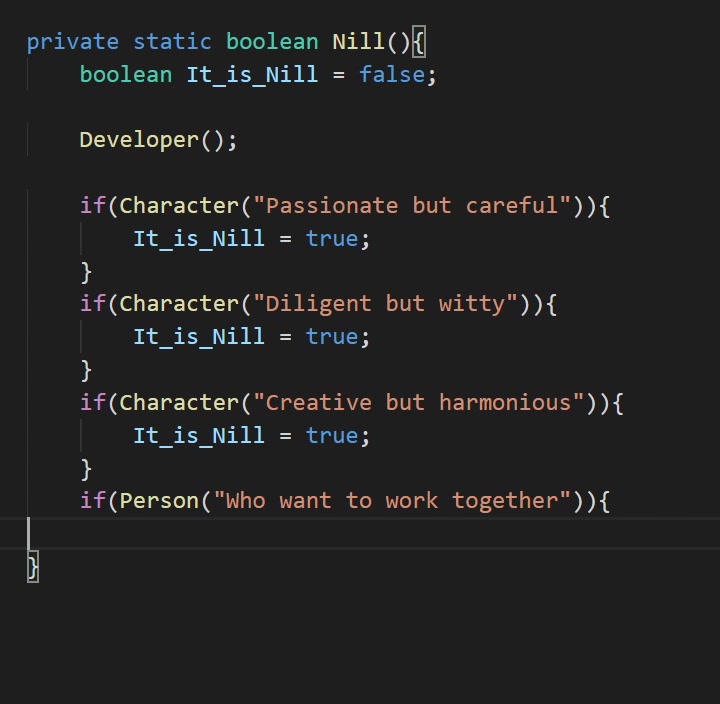 private static boolean Nill(){
    boolean It_is_Nill = false;
    Developer();
    if(Character("Passionate but careful")){
        It_is_Nill = true;
    }
    if(Character("Diligent but witty")){
        It_is_Nill = true;
    }
    if(Character("Creative but harmonious")){
        It_is_Nill = true;
    }
    if(Person("Who want to work together")){
}